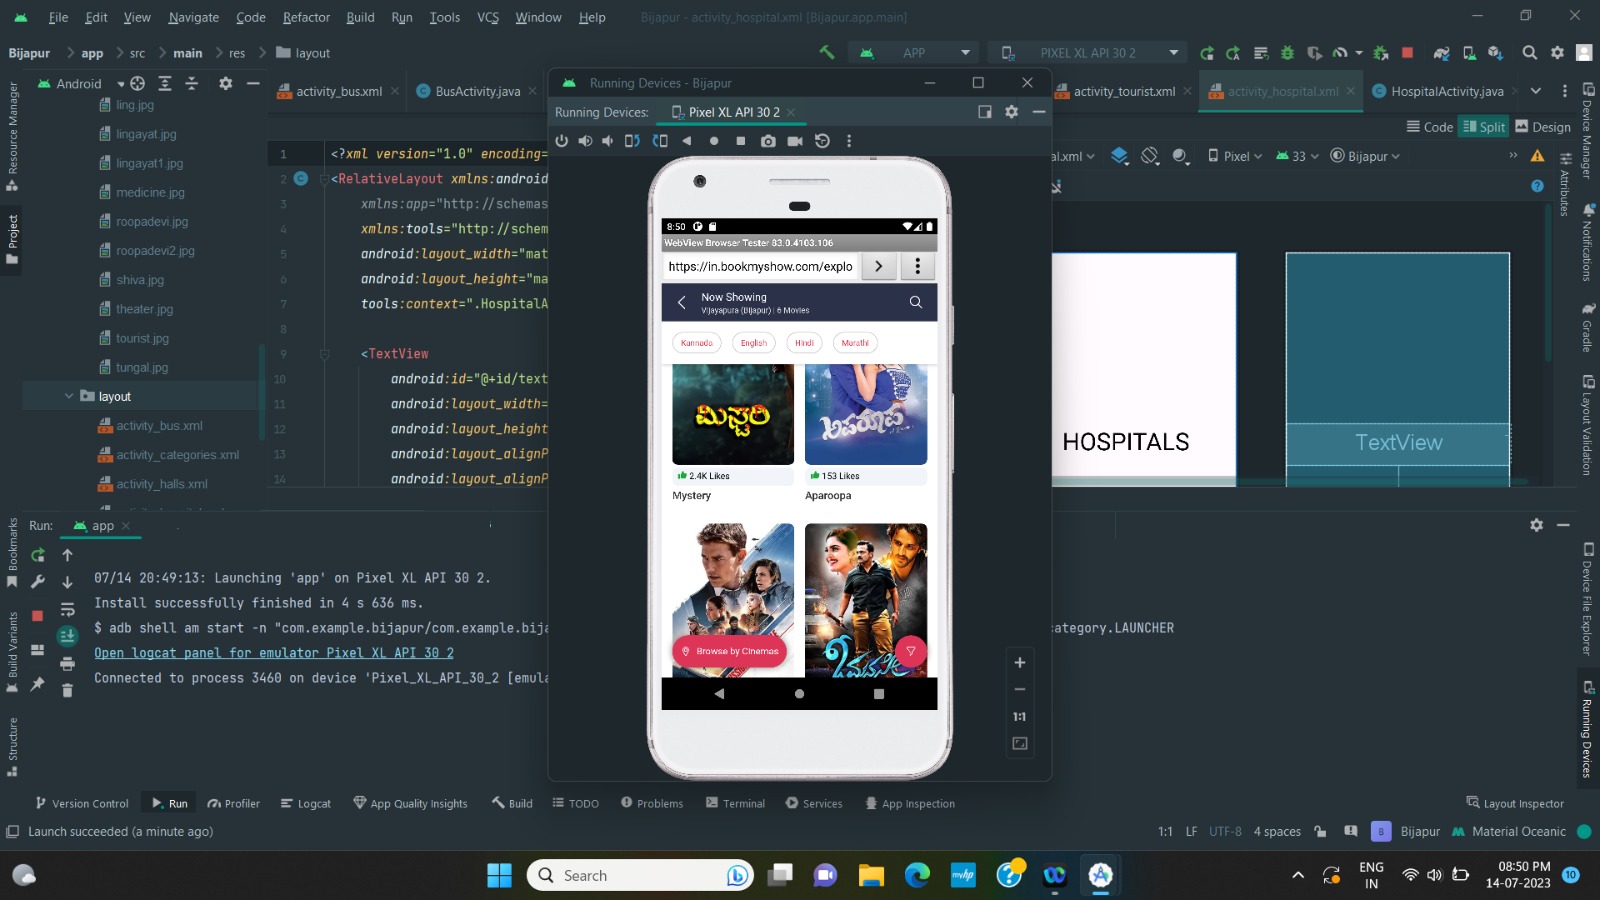 File Edit View Navigate Code Refactor Build Run Tools VCS Window Help Bijapur - activity_hospital.xml [Bijapur.app.main]
Bijapur app src main res layout APP PIXEL XL API 30 2
Android
activity_bus.xml BusActivity.java activity_tourist.xml activity_hospital.xml HospitalActivity.java
Running Devices - Bijapur
Running Devices: Pixel XL API 30 2
Code Split Design
al.xml Pixel 33 Bijapur
Resource Manager
Project
Bookmarks
Build Variants
Structure
ling.jpg
lingayat.jpg
lingayat1.jpg
medicine.jpg
roopadevi.jpg
roopadevi2.jpg
shiva.jpg
theater.jpg
tourist.jpg
tungal.jpg
layout
activity_bus.xml
activity_categories.xml
activity_halls.xml
1 <?xml version="1.0" encoding=
2 <RelativeLayout xmlns:android
3 xmlns:app="http://schemas
4 xmlns:tools="http://schem
5 android:layout_width="mat
6 android:layout_height="ma
7 tools:context=".HospitalA
8
9 <TextView
10 android:id="@+id/text
11 android:layout_width=
12 android:layout_height
13 android:layout_alignP
14 android:layout_alignP
8:50
WebView Browser Tester 83.0.4103.106
https://in.bookmyshow.com/explo
Now Showing
Vijayapura (Bijapur) | 6 Movies
Kannada English Hindi Marathi
ಮಿಸ್ಟರಿ
ಅಪರೂಪ
2.4K Likes 153 Likes
Mystery Aparoopa
Browse by Cinemas
1:1
HOSPITALS
TextView
Device Manager
Attributes
Notifications
Gradle
Layout Validation
Device File Explorer
Running Devices
Run: app
07/14 20:49:13: Launching 'app' on Pixel XL API 30 2.
Install successfully finished in 4 s 636 ms.
$ adb shell am start -n "com.example.bijapur/com.example.bija category.LAUNCHER
Open logcat panel for emulator Pixel XL API 30 2
Connected to process 3460 on device 'Pixel_XL_API_30_2 [emula
Version Control Run Profiler Logcat App Quality Insights Build TODO Problems Terminal Services App Inspection Layout Inspector
Launch succeeded (a minute ago) 1:1 LF UTF-8 4 spaces B Bijapur Material Oceanic
Search
myhp
ENG
IN
08:50 PM
14-07-2023
10